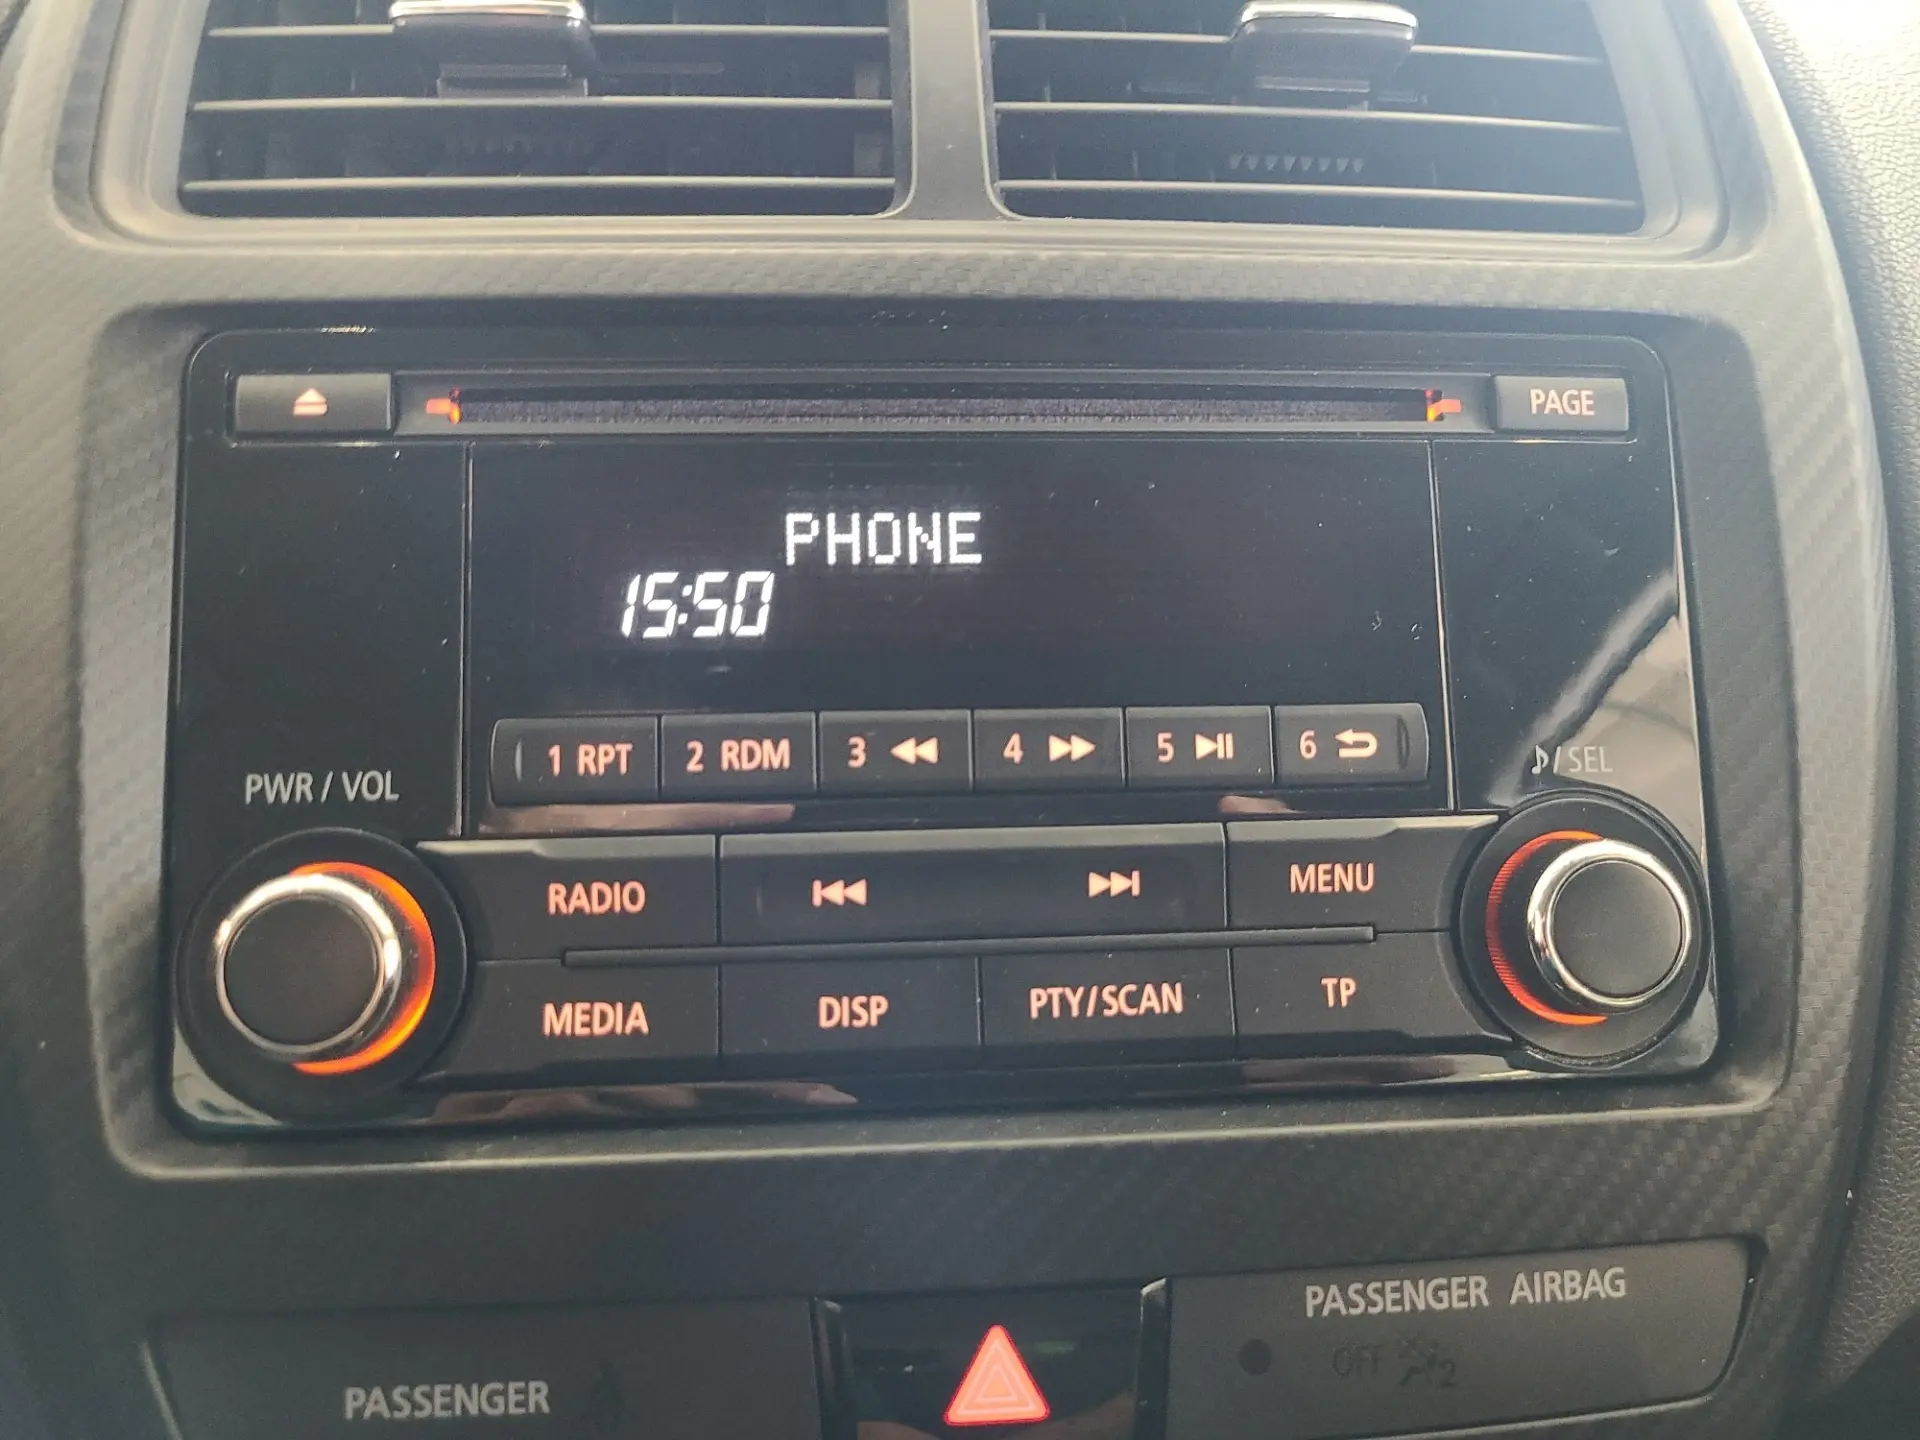 PAGE
PHONE
15:50
1 RPT 2 RDM 3 4 5 6
PWR / VOL
/SEL
RADIO MENU
MEDIA DISP PTY/SCAN TP
PASSENGER AIRBAG
OFF
PASSENGER